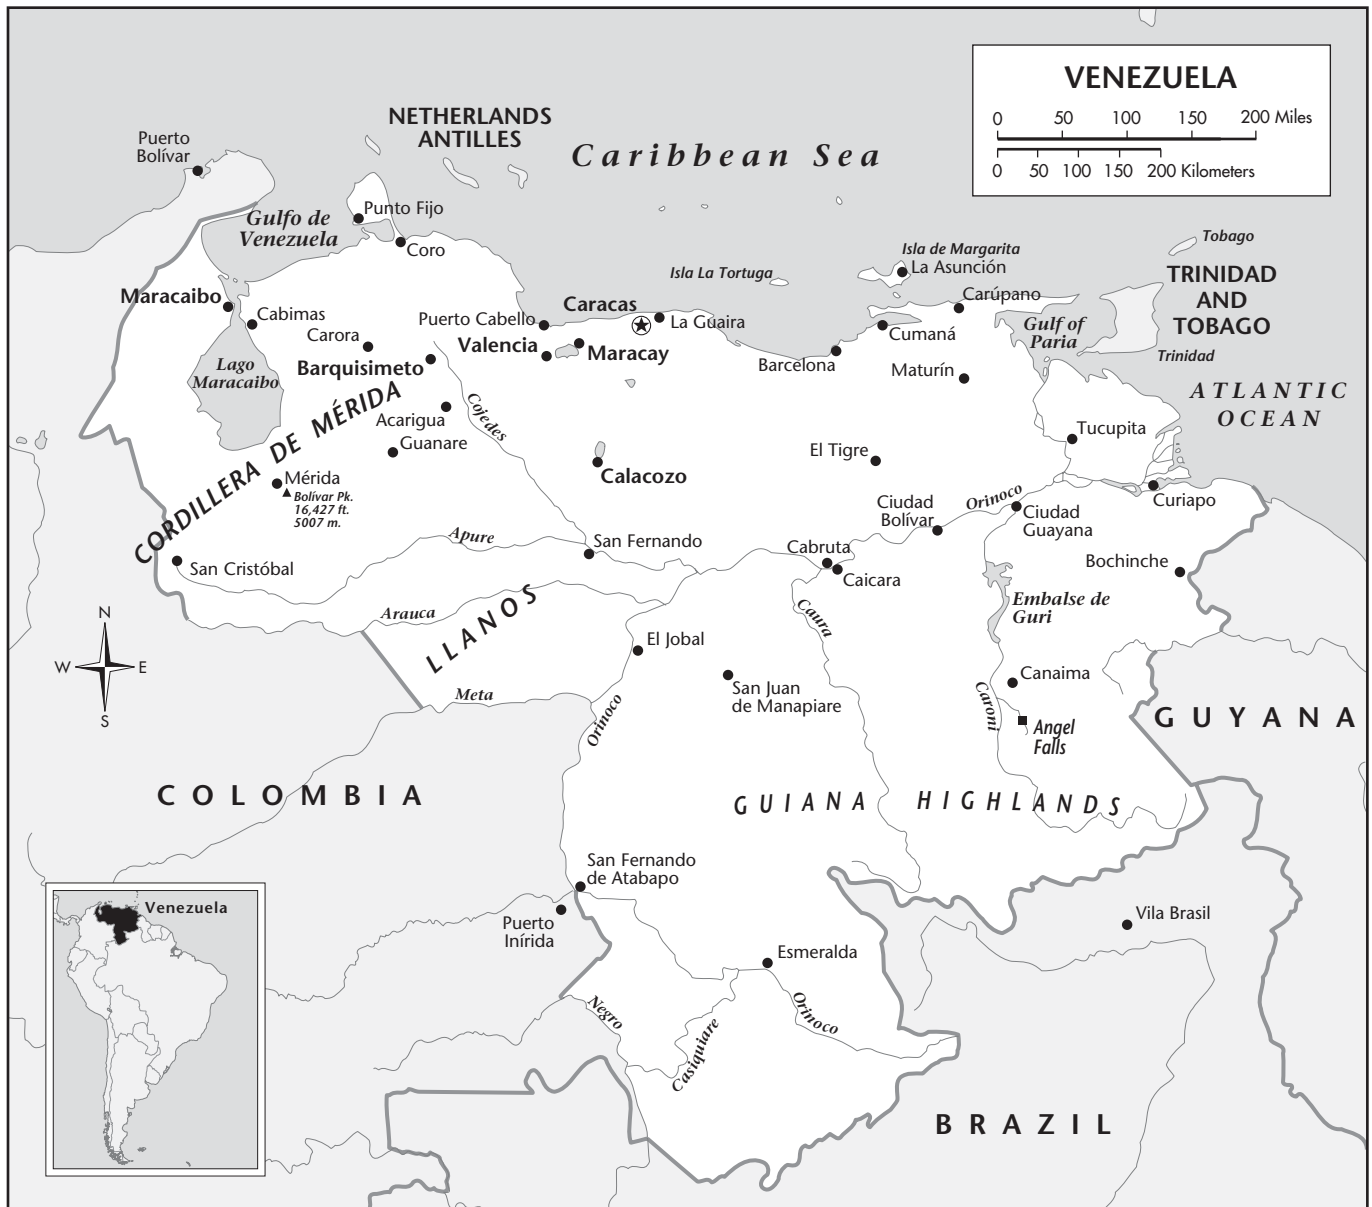 VENEZUELA
0 50 100 150 200 Miles
0 50 100 150 200 Kilometers
NETHERLANDS
ANTILLES
Caribbean Sea
Puerto
Bolívar
Gulfo de
Venezuela
Punto Fijo
Coro
Isla La Tortuga
Isla de Margarita
La Asunción
Tobago
TRINIDAD
AND
TOBAGO
Trinidad
Maracaibo
Cabimas
Carora
Barquisimeto
Lago
Maracaibo
Puerto Cabello
Valencia
Caracas
La Guaira
Maracay
Barcelona
Cumaná
Carúpano
Gulf of
Paria
Maturín
ATLANTIC
OCEAN
CORDILLERA DE MÉRIDA
Acarigua
Guanare
Cojedes
Mérida
Bolívar Pk.
16,427 ft.
5007 m.
Calacozo
El Tigre
Tucupita
Curiapo
Ciudad
Bolívar
Orinoco
Ciudad
Guayana
San Cristóbal
Apure
San Fernando
Cabruta
Caicara
Bochinche
Arauca
LLANOS
Caura
Embalse de
Guri
N
W E
S
El Jobal
San Juan
de Manapiare
Canaima
Meta
Orinoco
Caroni
Angel
Falls
GUYANA
COLOMBIA
GUIANA HIGHLANDS
San Fernando
de Atabapo
Puerto
Inírida
Vila Brasil
Venezuela
Esmeralda
Negro
Casiquiare
Orinoco
BRAZIL